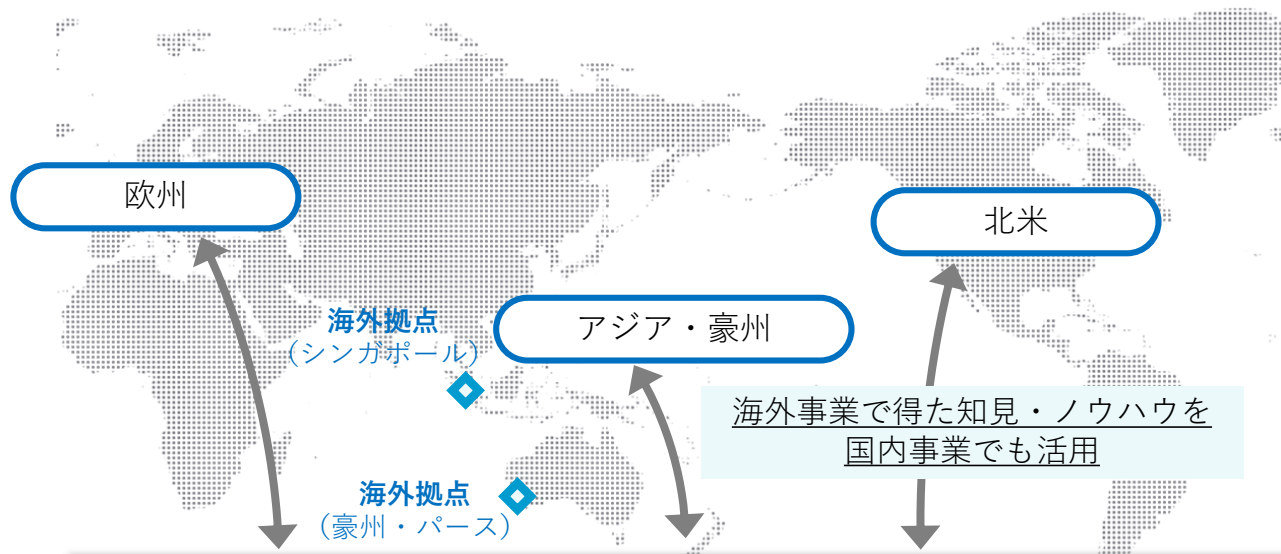 欧州
北米
海外拠点
（シンガポール）
アジア・豪州
海外事業で得た知見・ノウハウを
国内事業でも活用
海外拠点
（豪州・パース）